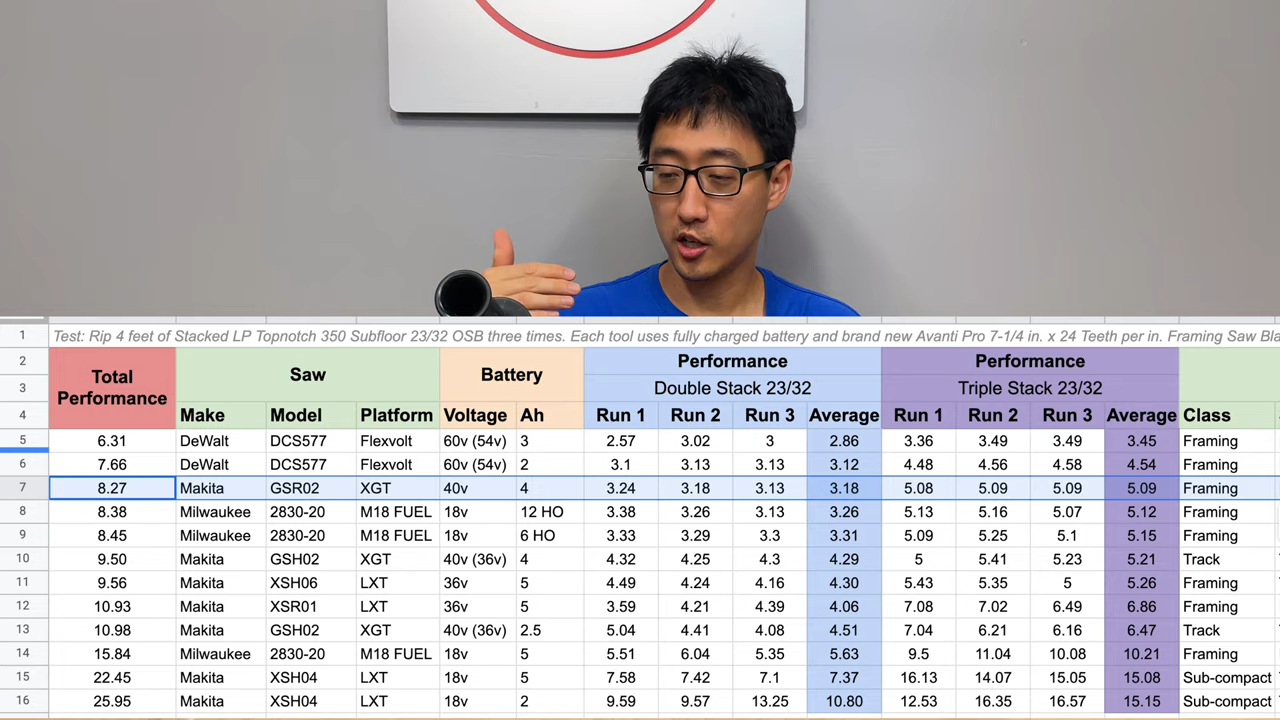 1 Test: Rip 4 feet of Stacked LP Topnotch 350 Subfloor 23/32 OSB three times. Each tool uses fully charged battery and brand new Avanti Pro 7-1/4 in. x 24 Teeth per in. Framing Saw Bla
2 Total Performance Saw Battery Performance Performance
3 Double Stack 23/32 Triple Stack 23/32
4 Make Model Platform Voltage Ah Run 1 Run 2 Run 3 Average Run 1 Run 2 Run 3 Average Class
5 6.31 DeWalt DCS577 Flexvolt 60v (54v) 3 2.57 3.02 3 2.86 3.36 3.49 3.49 3.45 Framing
6 7.66 DeWalt DCS577 Flexvolt 60v (54v) 2 3.1 3.13 3.13 3.12 4.48 4.56 4.58 4.54 Framing
7 8.27 Makita GSR02 XGT 40v 4 3.24 3.18 3.13 3.18 5.08 5.09 5.09 5.09 Framing
8 8.38 Milwaukee 2830-20 M18 FUEL 18v 12 HO 3.38 3.26 3.13 3.26 5.13 5.16 5.07 5.12 Framing
9 8.45 Milwaukee 2830-20 M18 FUEL 18v 6 HO 3.33 3.29 3.3 3.31 5.09 5.25 5.1 5.15 Framing
10 9.50 Makita GSH02 XGT 40v (36v) 4 4.32 4.25 4.3 4.29 5 5.41 5.23 5.21 Track
11 9.56 Makita XSH06 LXT 36v 5 4.49 4.24 4.16 4.30 5.43 5.35 5 5.26 Framing
12 10.93 Makita XSR01 LXT 36v 5 3.59 4.21 4.39 4.06 7.08 7.02 6.49 6.86 Framing
13 10.98 Makita GSH02 XGT 40v (36v) 2.5 5.04 4.41 4.08 4.51 7.04 6.21 6.16 6.47 Track
14 15.84 Milwaukee 2830-20 M18 FUEL 18v 5 5.51 6.04 5.35 5.63 9.5 11.04 10.08 10.21 Framing
15 22.45 Makita XSH04 LXT 18v 5 7.58 7.42 7.1 7.37 16.13 14.07 15.05 15.08 Sub-compact
16 25.95 Makita XSH04 LXT 18v 2 9.59 9.57 13.25 10.80 12.53 16.35 16.57 15.15 Sub-compact